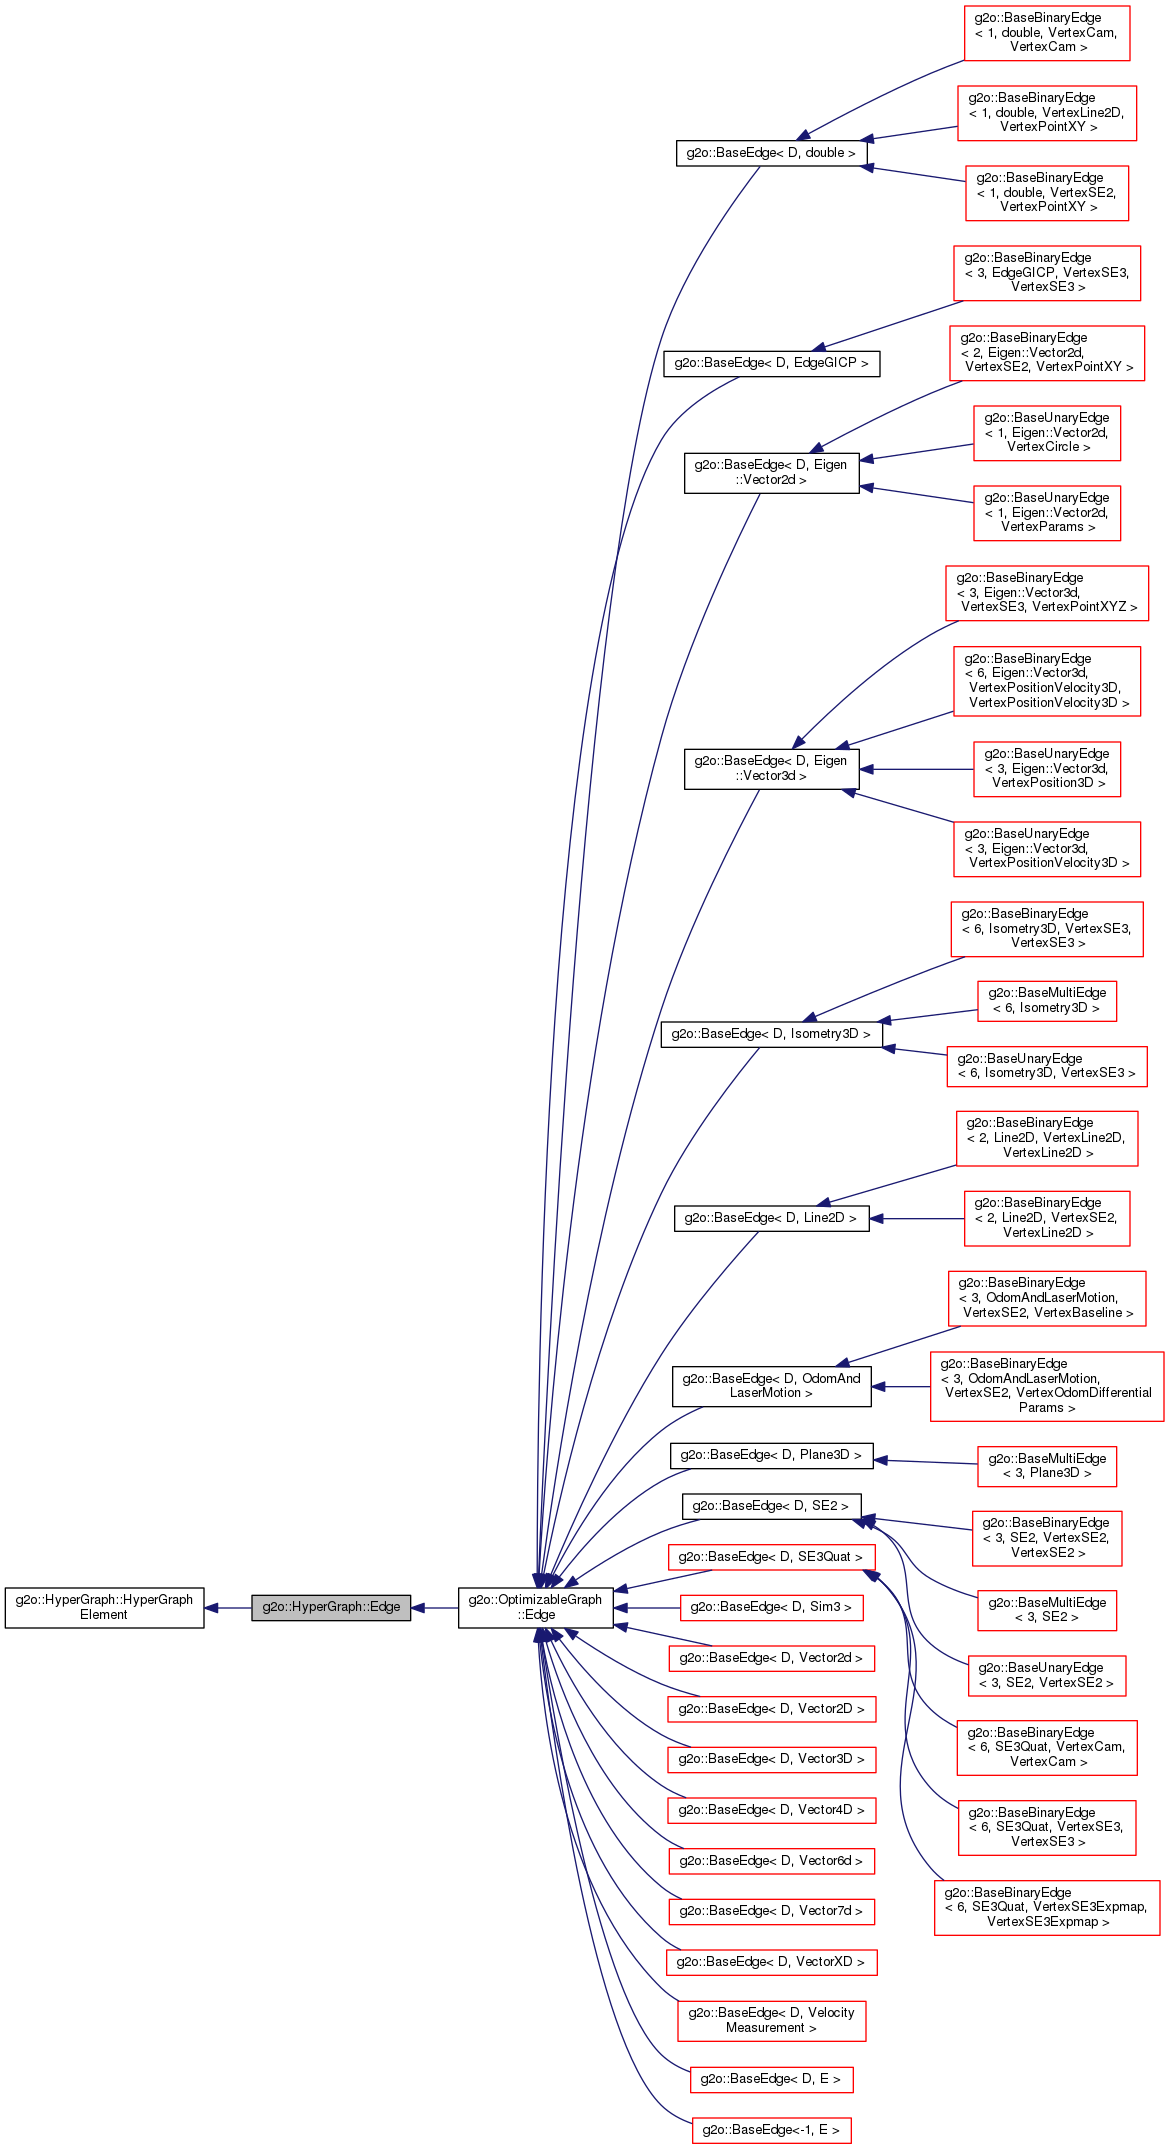 g2o::HyperGraph::HyperGraph
Element
g2o::HyperGraph::Edge
g2o::OptimizableGraph
::Edge
g2o::BaseEdge< D, double >
g2o::BaseEdge< D, EdgeGICP >
g2o::BaseEdge< D, Eigen
::Vector2d >
g2o::BaseEdge< D, Eigen
::Vector3d >
g2o::BaseEdge< D, Isometry3D >
g2o::BaseEdge< D, Line2D >
g2o::BaseEdge< D, OdomAnd
LaserMotion >
g2o::BaseEdge< D, Plane3D >
g2o::BaseEdge< D, SE2 >
g2o::BaseEdge< D, SE3Quat >
g2o::BaseEdge< D, Sim3 >
g2o::BaseEdge< D, Vector2d >
g2o::BaseEdge< D, Vector2D >
g2o::BaseEdge< D, Vector3D >
g2o::BaseEdge< D, Vector4D >
g2o::BaseEdge< D, Vector6d >
g2o::BaseEdge< D, Vector7d >
g2o::BaseEdge< D, VectorXD >
g2o::BaseEdge< D, Velocity
Measurement >
g2o::BaseEdge< D, E >
g2o::BaseEdge<-1, E >
g2o::BaseBinaryEdge
< 1, double, VertexCam,
VertexCam >
g2o::BaseBinaryEdge
< 1, double, VertexLine2D,
VertexPointXY >
g2o::BaseBinaryEdge
< 1, double, VertexSE2,
VertexPointXY >
g2o::BaseBinaryEdge
< 3, EdgeGICP, VertexSE3,
VertexSE3 >
g2o::BaseBinaryEdge
< 2, Eigen::Vector2d,
VertexSE2, VertexPointXY >
g2o::BaseUnaryEdge
< 1, Eigen::Vector2d,
VertexCircle >
g2o::BaseUnaryEdge
< 1, Eigen::Vector2d,
VertexParams >
g2o::BaseBinaryEdge
< 3, Eigen::Vector3d,
VertexSE3, VertexPointXYZ >
g2o::BaseBinaryEdge
< 6, Eigen::Vector3d,
VertexPositionVelocity3D,
VertexPositionVelocity3D >
g2o::BaseUnaryEdge
< 3, Eigen::Vector3d,
VertexPosition3D >
g2o::BaseUnaryEdge
< 3, Eigen::Vector3d,
VertexPositionVelocity3D >
g2o::BaseBinaryEdge
< 6, Isometry3D, VertexSE3,
VertexSE3 >
g2o::BaseMultiEdge
< 6, Isometry3D >
g2o::BaseUnaryEdge
< 6, Isometry3D, VertexSE3 >
g2o::BaseBinaryEdge
< 2, Line2D, VertexLine2D,
VertexLine2D >
g2o::BaseBinaryEdge
< 2, Line2D, VertexSE2,
VertexLine2D >
g2o::BaseBinaryEdge
< 3, OdomAndLaserMotion,
VertexSE2, VertexBaseline >
g2o::BaseBinaryEdge
< 3, OdomAndLaserMotion,
VertexSE2, VertexOdomDifferential
Params >
g2o::BaseMultiEdge
< 3, Plane3D >
g2o::BaseBinaryEdge
< 3, SE2, VertexSE2,
VertexSE2 >
g2o::BaseMultiEdge
< 3, SE2 >
g2o::BaseUnaryEdge
< 3, SE2, VertexSE2 >
g2o::BaseBinaryEdge
< 6, SE3Quat, VertexCam,
VertexCam >
g2o::BaseBinaryEdge
< 6, SE3Quat, VertexSE3,
VertexSE3 >
g2o::BaseBinaryEdge
< 6, SE3Quat, VertexSE3Expmap,
VertexSE3Expmap >